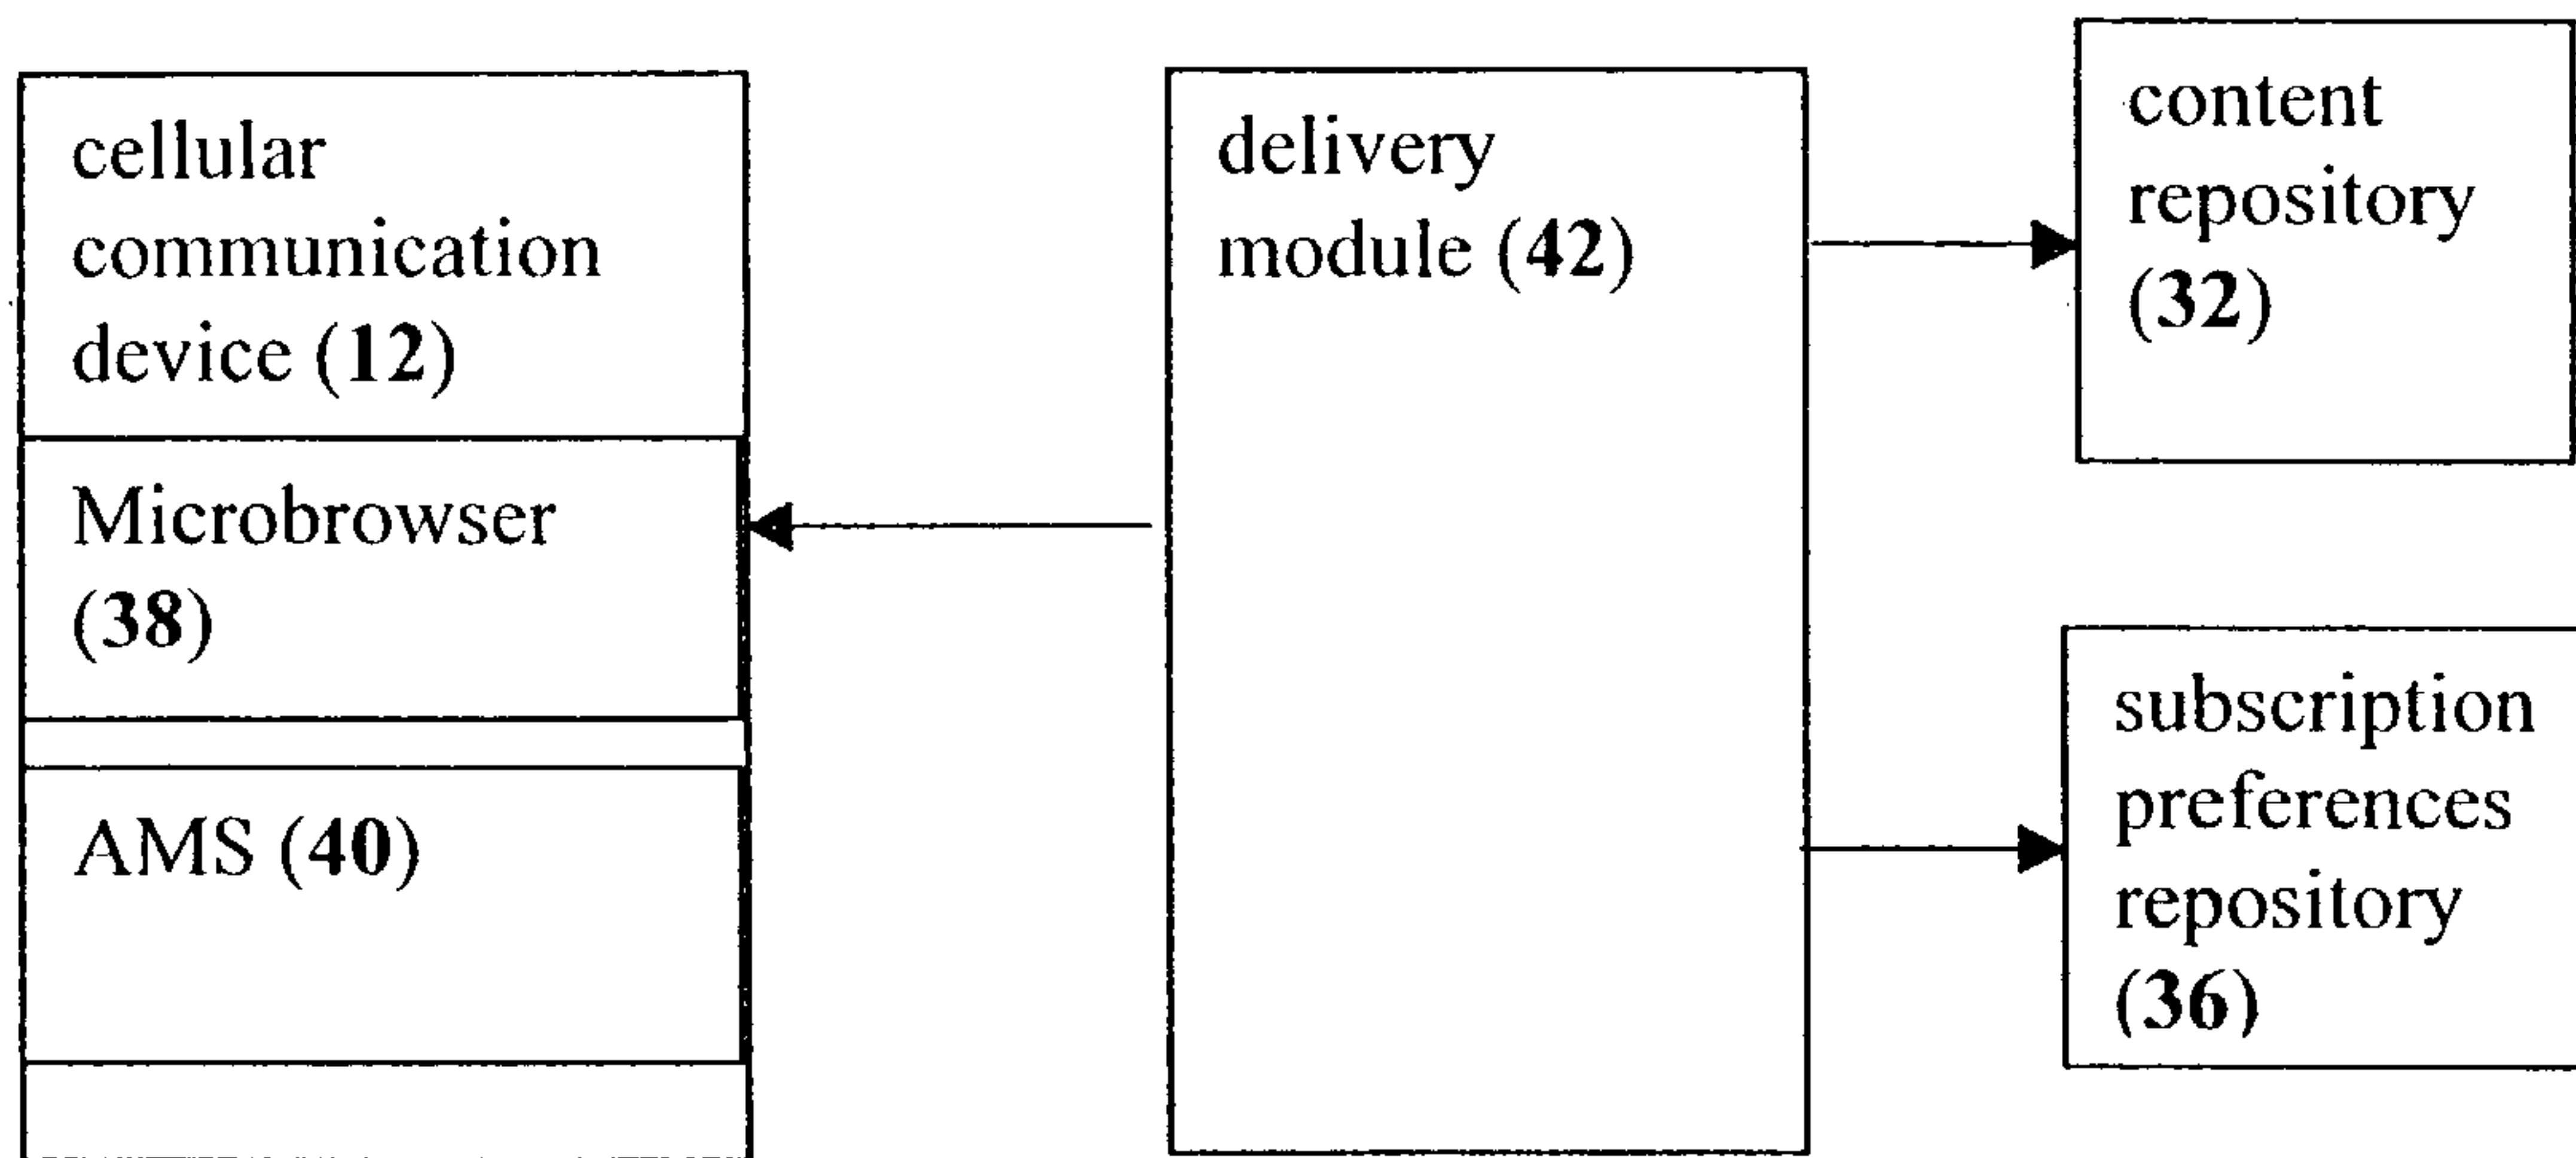 cellular
communication
device (12)
Microbrowser
(38)
AMS (40)
delivery
module (42)
content
repository
(32)
subscription
preferences
repository
(36)